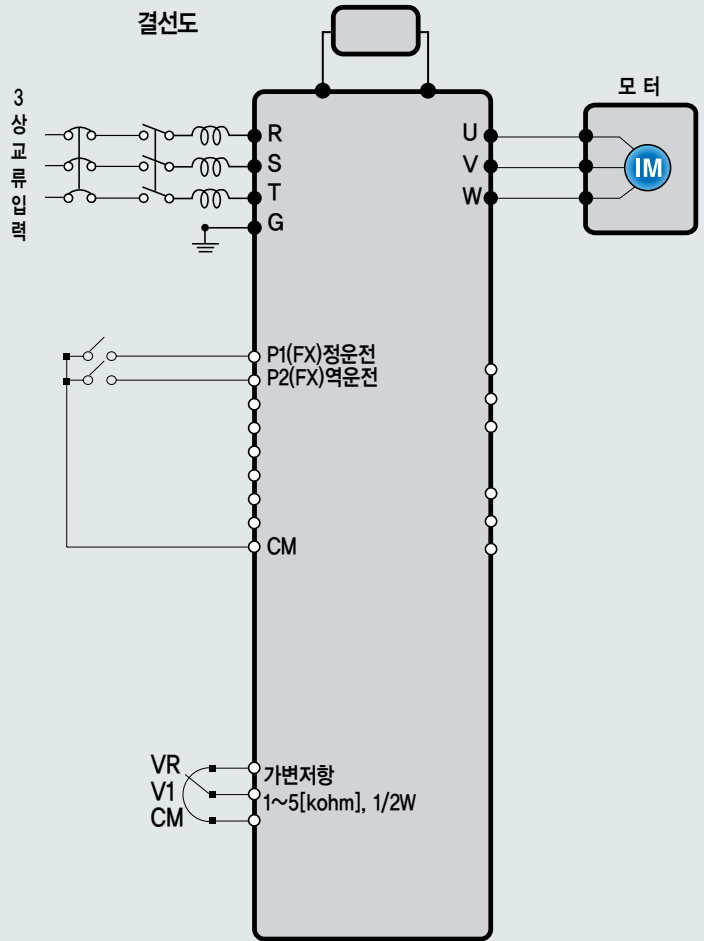 결선도
3상교류입력
R
S
T
G
U
V
W
모 터
IM
P1(FX)정운전
P2(FX)역운전
CM
VR
V1
CM
가변저항
1~5[kohm], 1/2W